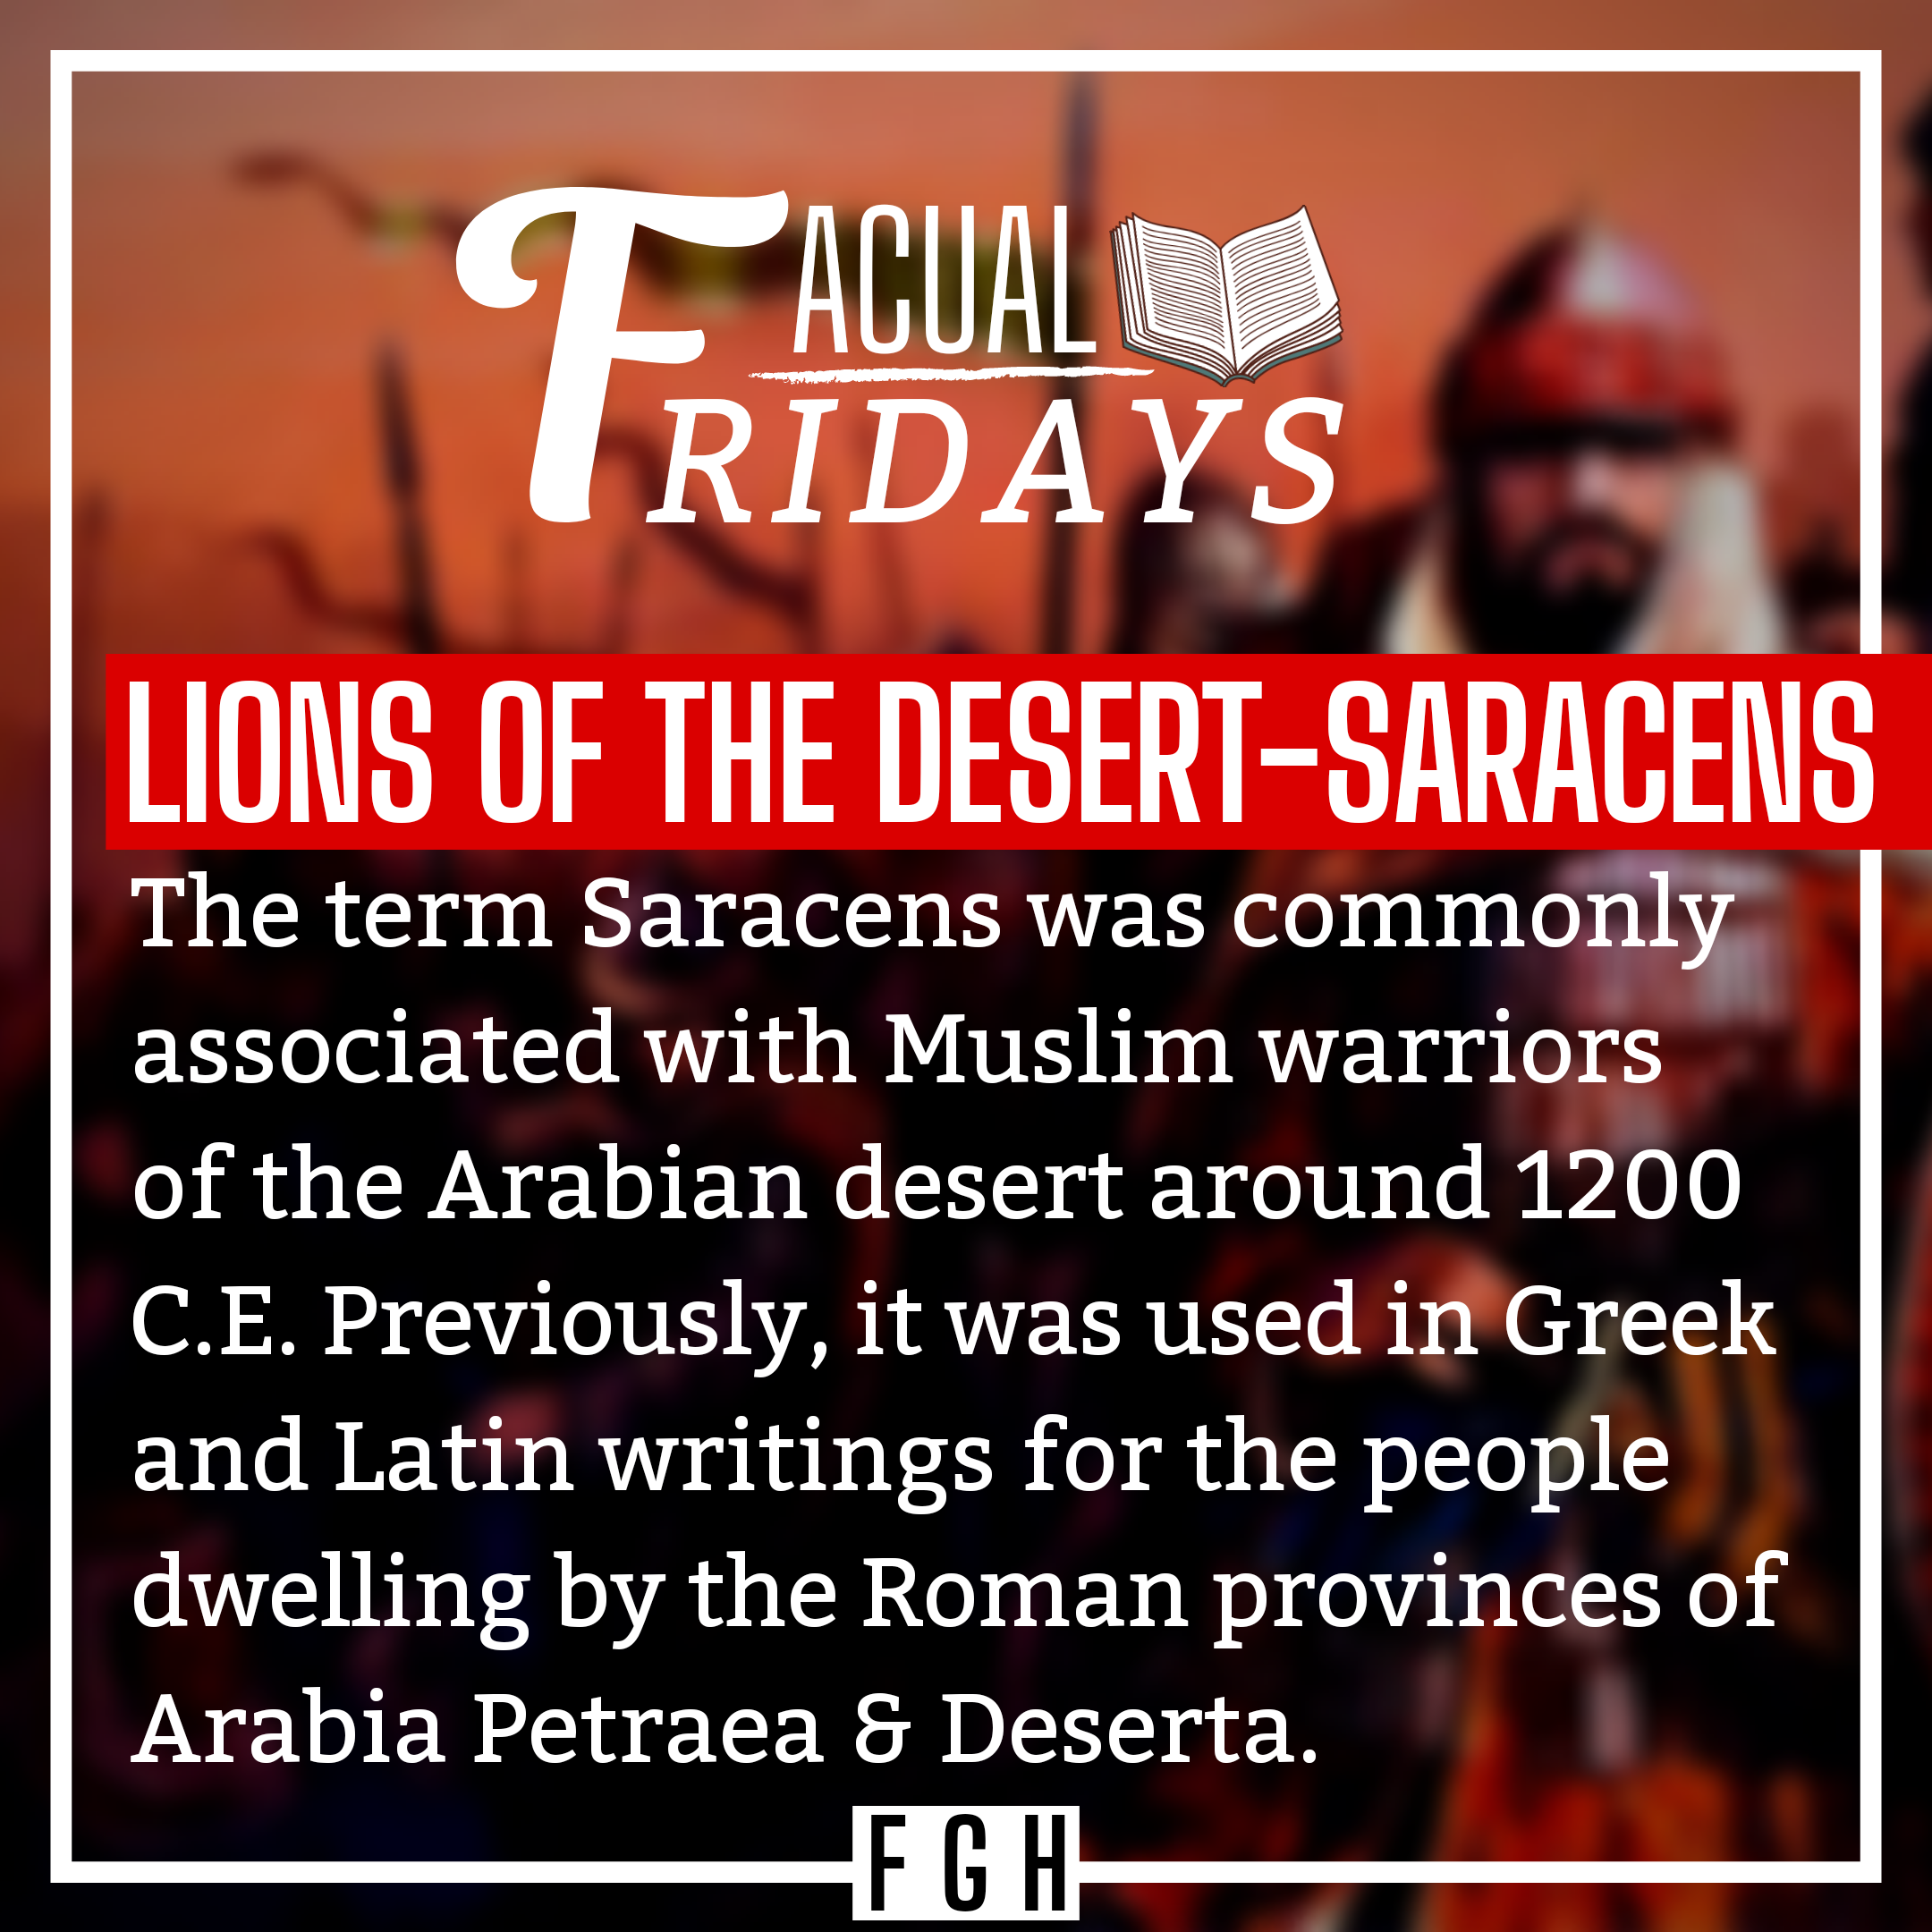 FACUAL
FRIDAYS
LIONS OF THE DESERT-SARACENS
The term Saracens was commonly
associated with Muslim warriors
of the Arabian desert around 1200
C.E. Previously, it was used in Greek
and Latin writings for the people
dwelling by the Roman provinces of
Arabia Petraea & Deserta.
F G H